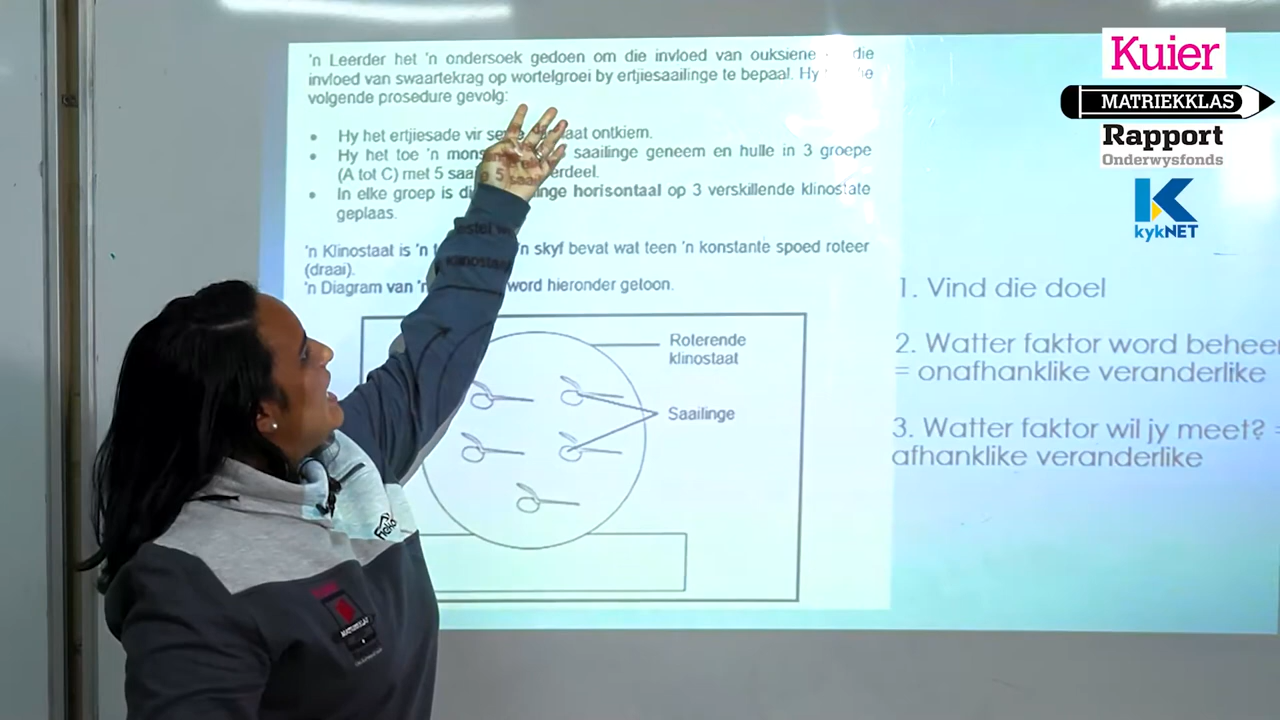 'n Leerder het 'n ondersoek gedoen om die invloed van ouksiene die
invloed van swaartekrag op wortelgroei by ertjiesaailinge te bepaal. Hy
volgende prosedure gevolg:
Hy het ertjiesade vir laat ontkiem.
Hy het toe 'n saailinge geneem en hulle in 3 groepe
(A tot C) met 5
In elke groep is horisontaal op 3 verskillende klinostate
geplaas.
'n Klinostaat is 'n 'n skyf bevat wat teen 'n konstante spoed roteer
(draai).
'n Diagram van word hieronder getoon.
Roterende
klinostaat
Saailinge
1. Vind die doel
2. Watter faktor word
= onafhanklike veranderlike
3. Watter faktor wil jy meet? =
afhanklike veranderlike
Kuier
MATRIEKKLAS
Rapport
Onderwysfonds
K
kykNET
MATRIEKKLAS